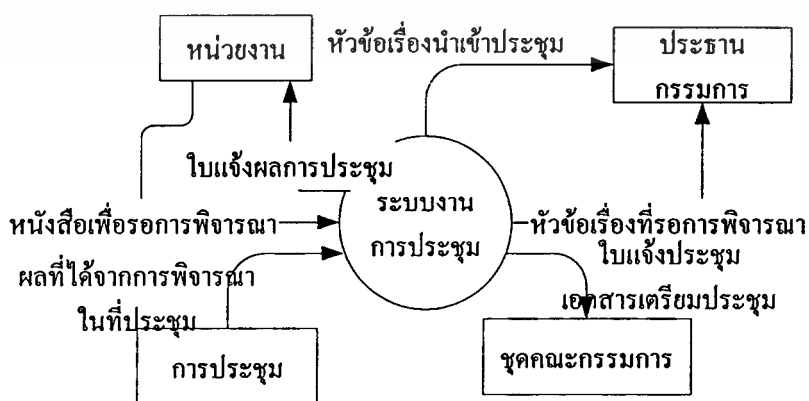 หน่วยงาน
หัวข้อเรื่องนำเข้าประชุม
ประธาน
กรรมการ
ใบแจ้งผลการประชุม
ระบบงาน
การประชุม
หนังสือเพื่อรอการพิจารณา
หัวข้อเรื่องที่รอการพิจารณา
ใบแจ้งประชุม
ผลที่ได้จากการพิจารณา
ในที่ประชุม
เอกสารเตรียมประชุม
การประชุม
ชุดคณะกรรมการ